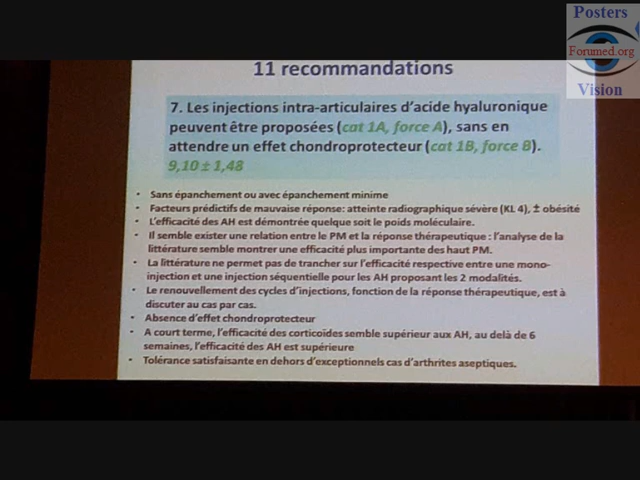 Posters
Forumed.org
Vision
11 recommandations
7. Les injections intra-articulaires d'acide hyaluronique
peuvent être proposées (cat 1A, force A), sans en
attendre un effet chondroprotecteur (cat 1B, force B).
9,10 ± 1,48
• Sans épanchement ou avec épanchement minime
• Facteurs prédictifs de mauvaise réponse: atteinte radiographique sévère (KL 4), ± obésité
• L'efficacité des AH est démontrée quelque soit le poids moléculaire.
• Il semble exister une relation entre le PM et la réponse thérapeutique : l'analyse de la
littérature semble montrer une efficacité plus importante des haut PM.
• La littérature ne permet pas de trancher sur l'efficacité respective entre une mono-
injection et une injection séquentielle pour les AH proposant les 2 modalités.
• Le renouvellement des cycles d'injections, fonction de la réponse thérapeutique, est à
discuter au cas par cas.
• Absence d'effet chondroprotecteur
• A court terme, l'efficacité des corticoïdes semble supérieur aux AH, au delà de 6
semaines, l'efficacité des AH est supérieure
• Tolérance satisfaisante en dehors d'exceptionnels cas d'arthrites aseptiques.